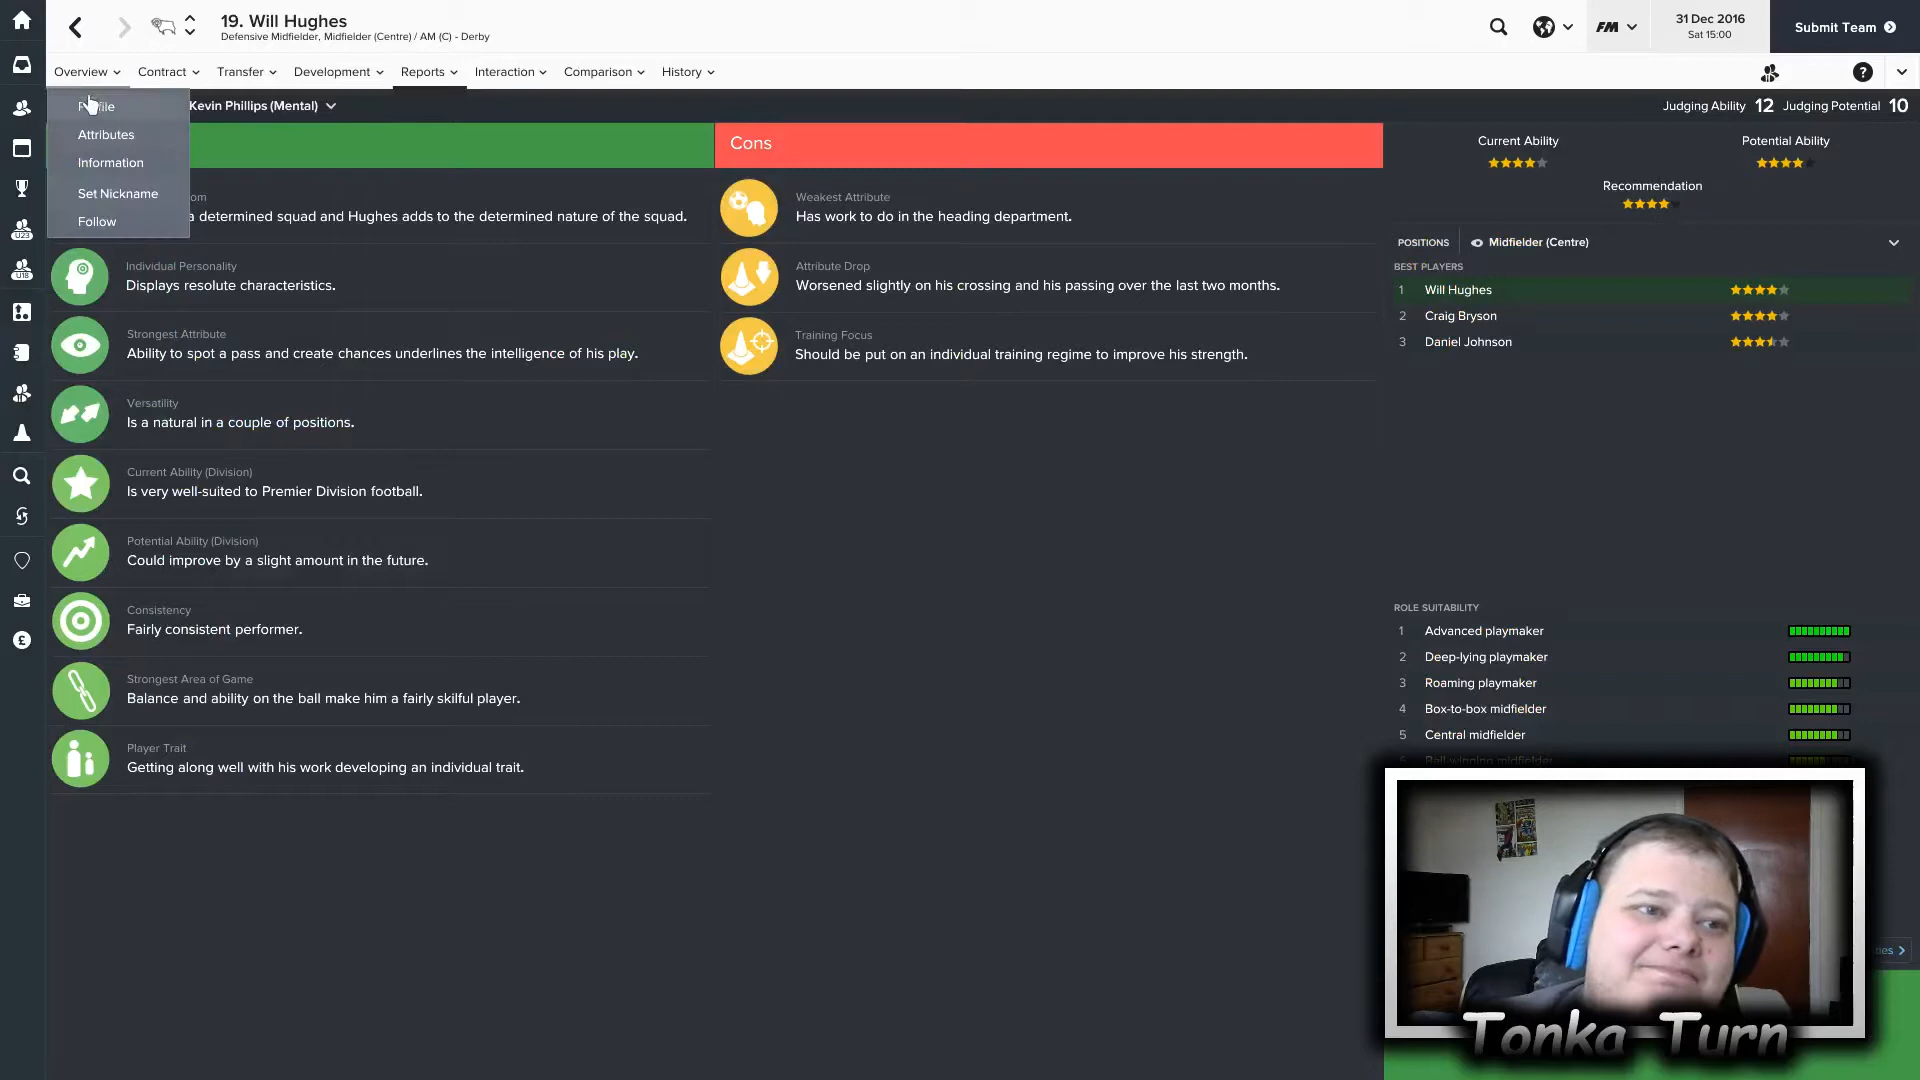 19. Will Hughes
Defensive Midfielder, Midfielder (Centre) / AM (C) - Derby
FM
31 Dec 2016
Sat 15:00
Submit Team
Overview
Contract
Transfer
Development
Reports
Interaction
Comparison
History
Profile
Attributes
Information
Set Nickname
Follow
Kevin Phillips (Mental)
Judging Ability 12 Judging Potential 10
Cons
om
a determined squad and Hughes adds to the determined nature of the squad.
Individual Personality
Displays resolute characteristics.
Strongest Attribute
Ability to spot a pass and create chances underlines the intelligence of his play.
Versatility
Is a natural in a couple of positions.
Current Ability (Division)
Is very well-suited to Premier Division football.
Potential Ability (Division)
Could improve by a slight amount in the future.
Consistency
Fairly consistent performer.
Strongest Area of Game
Balance and ability on the ball make him a fairly skilful player.
Player Trait
Getting along well with his work developing an individual trait.
Weakest Attribute
Has work to do in the heading department.
Attribute Drop
Worsened slightly on his crossing and his passing over the last two months.
Training Focus
Should be put on an individual training regime to improve his strength.
Current Ability
Potential Ability
Recommendation
POSITIONS
Midfielder (Centre)
BEST PLAYERS
1 Will Hughes
2 Craig Bryson
3 Daniel Johnson
ROLE SUITABILITY
1 Advanced playmaker
2 Deep-lying playmaker
3 Roaming playmaker
4 Box-to-box midfielder
5 Central midfielder
6 Ball-winning midfielder
U23
U18
Tonka Turn